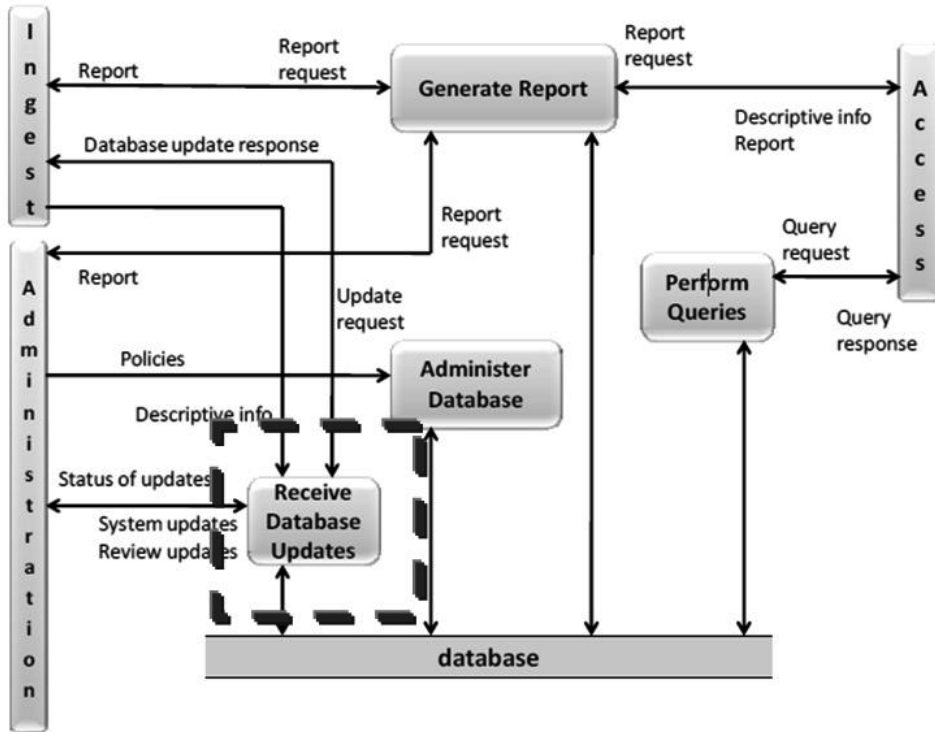 Ingest
Report
Report
request
Generate Report
Report
request
Access
Descriptive info
Report
Database update response
Report
request
Query
request
Administration
Report
Perform
Queries
Update
request
Query
response
Policies
Administer
Database
Descriptive info
Status of updates
Receive
Database
Updates
System updates
Review updates
database